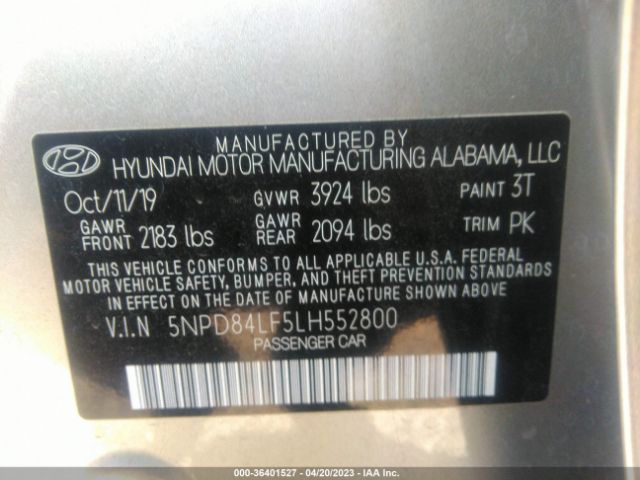 MANUFACTURED BY
HYUNDAI MOTOR MANUFACTURING ALABAMA, LLC
Oct/11/19 GVWR 3924 lbs PAINT 3T
GAWR FRONT 2183 lbs GAWR REAR 2094 lbs TRIM PK
THIS VEHICLE CONFORMS TO ALL APPLICABLE U.S.A. FEDERAL
MOTOR VEHICLE SAFETY, BUMPER, AND THEFT PREVENTION STANDARDS
IN EFFECT ON THE DATE OF MANUFACTURE SHOWN ABOVE.
V.I.N 5NPD84LF5LH552800
PASSENGER CAR
000-36401527 - 04/20/2023 - IAA Inc.